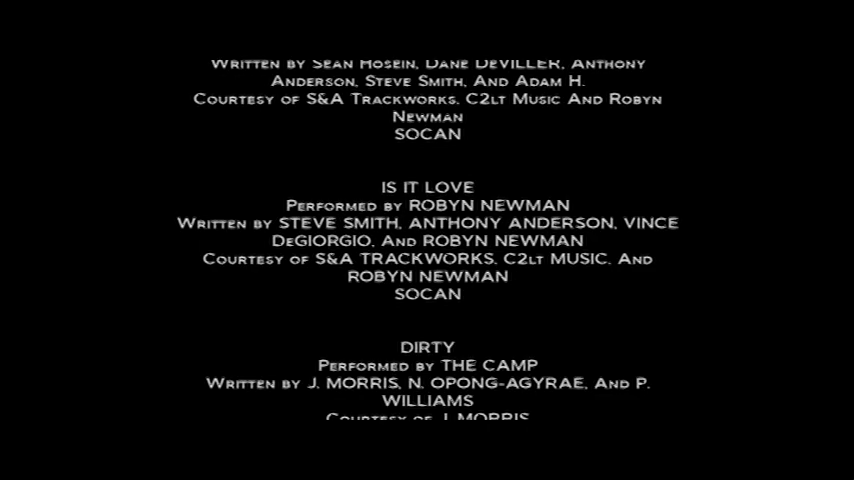 Written by Sean Hosein, Dane DeViller, Anthony
Anderson, Steve Smith, And Adam H.
Courtesy of S&A Trackworks, C2lt Music And Robyn
Newman
SOCAN
IS IT LOVE
Performed by ROBYN NEWMAN
Written by STEVE SMITH, ANTHONY ANDERSON, VINCE
DeGIORGIO, And ROBYN NEWMAN
Courtesy of S&A TRACKWORKS, C2lt MUSIC, And
ROBYN NEWMAN
SOCAN
DIRTY
Performed by THE CAMP
Written by J. MORRIS, N. OPONG-AGYRAE, And P.
WILLIAMS
Courtesy of J. MORRIS